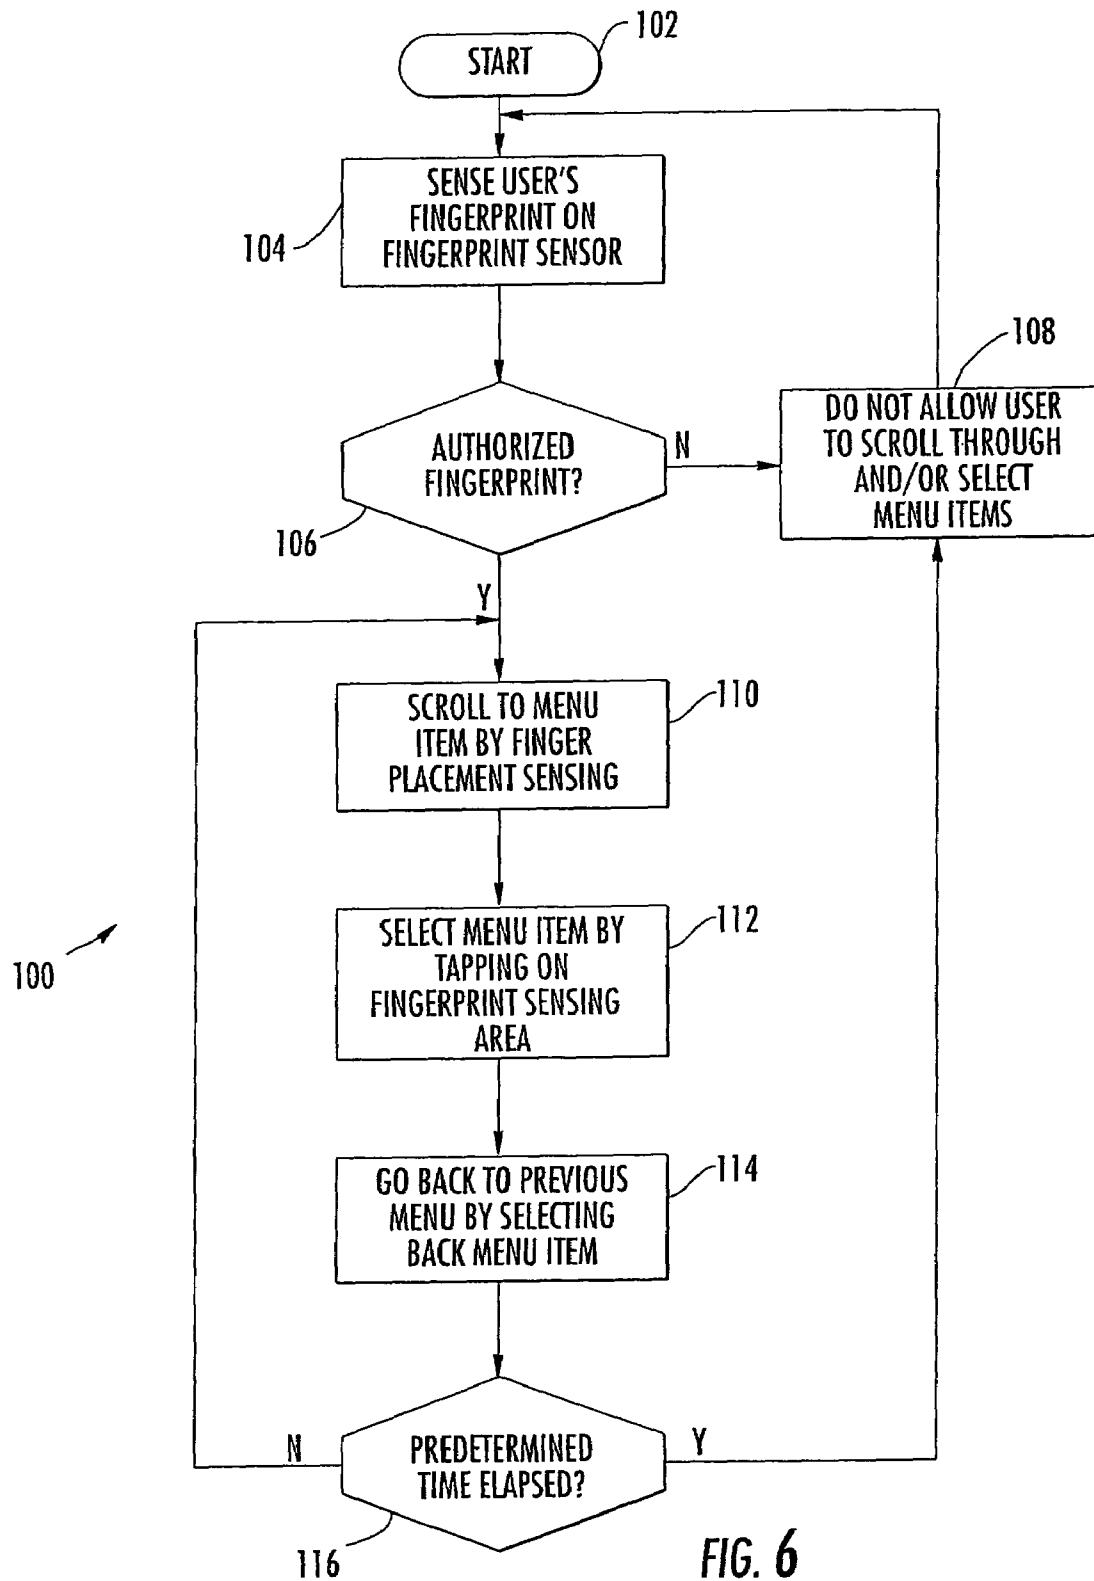 START
102
SENSE USER'S
FINGERPRINT ON
FINGERPRINT SENSOR
104
AUTHORIZED
FINGERPRINT?
106
N
108
DO NOT ALLOW USER
TO SCROLL THROUGH
AND/OR SELECT
MENU ITEMS
Y
SCROLL TO MENU
ITEM BY FINGER
PLACEMENT SENSING
110
SELECT MENU ITEM BY
TAPPING ON
FINGERPRINT SENSING
AREA
112
100
GO BACK TO PREVIOUS
MENU BY SELECTING
BACK MENU ITEM
114
PREDETERMINED
TIME ELAPSED?
N
Y
116
FIG. 6